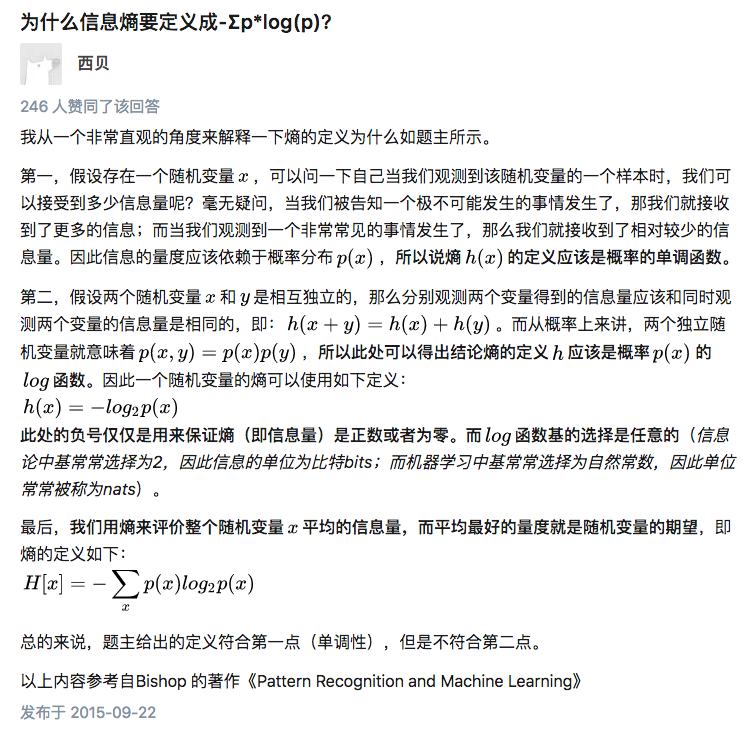 为什么信息熵要定义成-Σp*log(p)?
西贝
246 人赞同了该回答
我从一个非常直观的角度来解释一下熵的定义为什么如题主所示。
第一，假设存在一个随机变量 x ，可以问一下自己当我们观测到该随机变量的一个样本时，我们可
以接受到多少信息量呢？毫无疑问，当我们被告知一个极不可能发生的事情发生了，那我们就接收
到了更多的信息；而当我们观测到一个非常常见的事情发生了，那么我们就接收到了相对较少的信
息量。因此信息的量度应该依赖于概率分布 p(x) ，所以说熵 h(x) 的定义应该是概率的单调函数。
第二，假设两个随机变量 x 和 y 是相互独立的，那么分别观测两个变量得到的信息量应该和同时观
测两个变量的信息量是相同的，即： h(x + y) = h(x) + h(y) 。而从概率上来讲，两个独立随
机变量就意味着 p(x, y) = p(x)p(y) ，所以此处可以得出结论熵的定义 h 应该是概率 p(x) 的
log 函数。因此一个随机变量的熵可以使用如下定义：
h(x) = −log₂p(x)
此处的负号仅仅是用来保证熵（即信息量）是正数或者为零。而 log 函数基的选择是任意的（信息
论中基常常选择为2，因此信息的单位为比特bits；而机器学习中基常常选择为自然常数，因此单位
常常被称为nats）。
最后，我们用熵来评价整个随机变量 x 平均的信息量，而平均最好的量度就是随机变量的期望，即
熵的定义如下：
H[x] = − ∑ₓ p(x)log₂p(x)
总的来说，题主给出的定义符合第一点（单调性），但是不符合第二点。
以上内容参考自Bishop 的著作《Pattern Recognition and Machine Learning》
发布于 2015-09-22